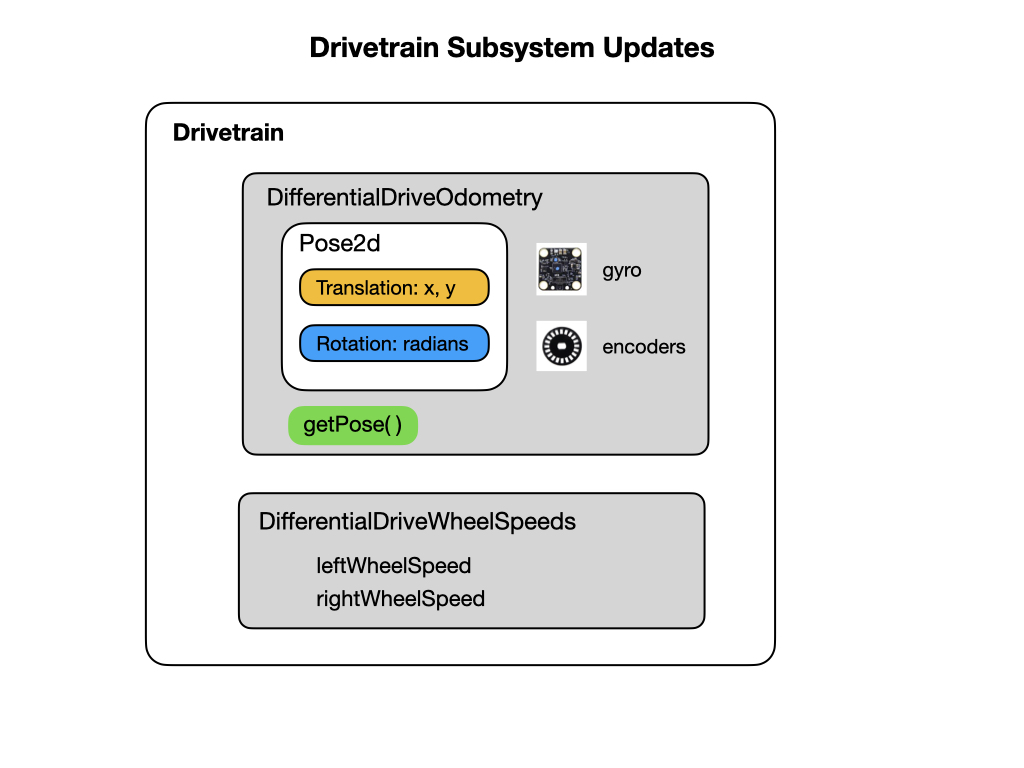 Drivetrain Subsystem Updates
Drivetrain
DifferentialDriveOdometry
Pose2d
Translation: x, y
Rotation: radians
gyro
encoders
getPose( )
DifferentialDriveWheelSpeeds
leftWheelSpeed
rightWheelSpeed